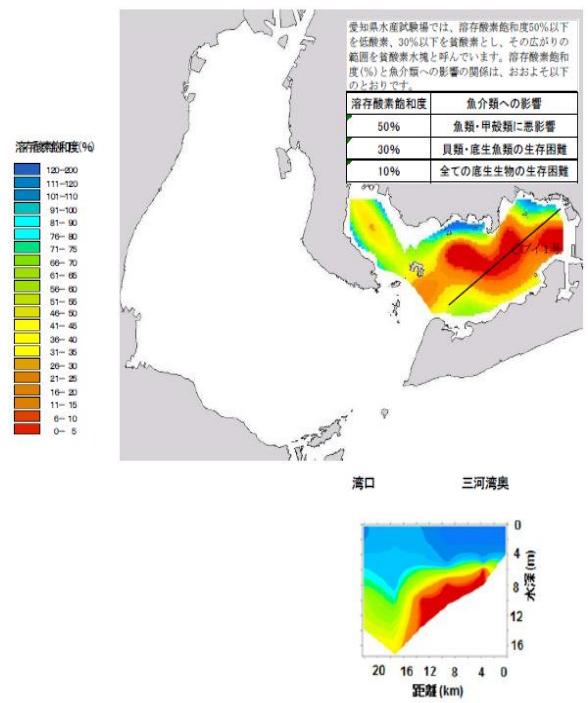 愛知県水産試験場では、溶存酸素飽和度50%以下
を低酸素、30%以下を貧酸素とし、その広がりの
範囲を貧酸素水塊と呼んでいます。溶存酸素飽和
度(%)と魚介類への影響の関係は、おおよそ以下
のとおりです。
溶存酸素飽和度 魚介類への影響
50% 魚類・甲殻類に悪影響
30% 貝類・底生魚類の生存困難
10% 全ての底生生物の生存困難
溶存酸素飽和度(%)
120-200
111-120
101-110
91-100
81- 90
76- 80
71- 75
66- 70
61- 65
56- 60
51- 55
46- 50
41- 45
36- 40
31- 35
26- 30
21- 25
16- 20
11- 15
6- 10
0- 5
湾口 三河湾奥
0
4
8
12
16
水深(m)
20 16 12 8 4 0
距離(km)